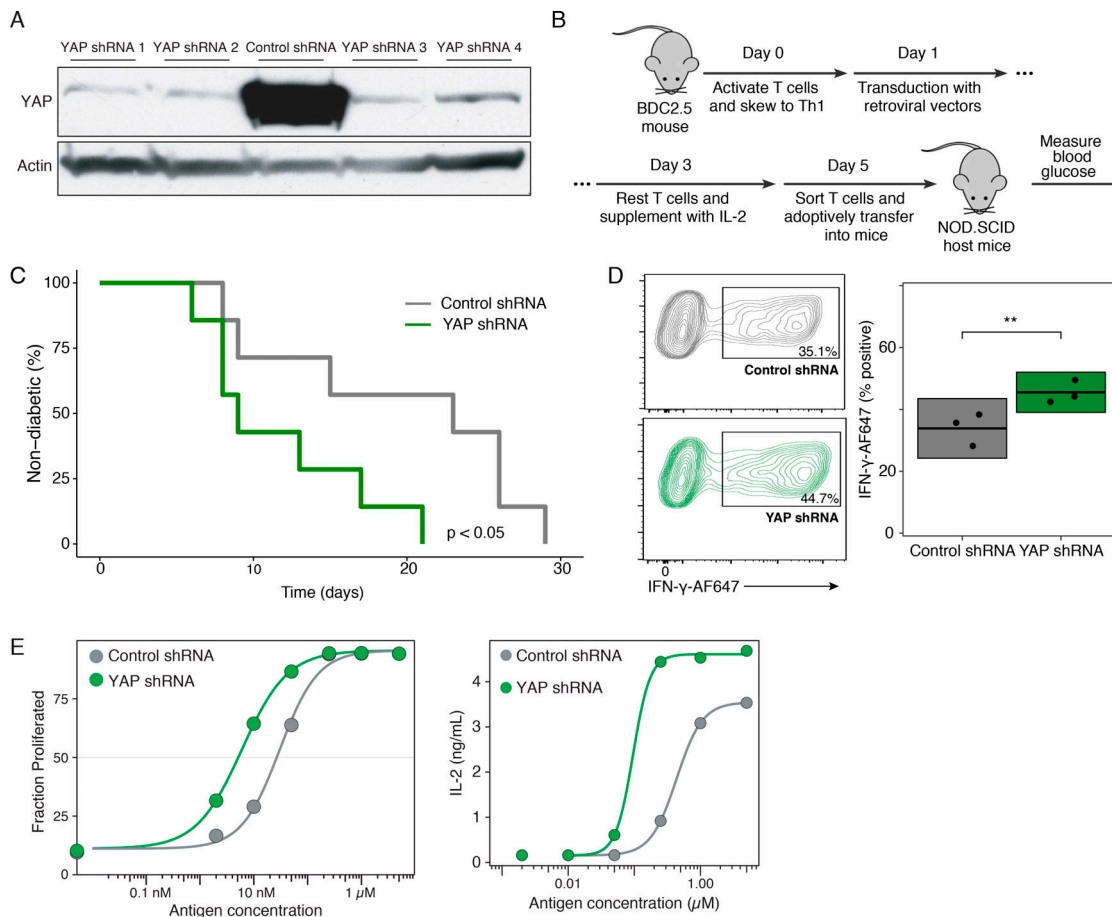 A
YAP shRNA 1
YAP shRNA 2
Control shRNA
YAP shRNA 3
YAP shRNA 4
YAP
Actin
B
BDC2.5
mouse
Day 0
Activate T cells
and skew to Th1
Day 1
Transduction with
retroviral vectors
•••
•••
Day 3
Rest T cells and
supplement with IL-2
Day 5
Sort T cells and
adoptively transfer
into mice
NOD.SCID
host mice
Measure
blood
glucose
C
Non–diabetic (%)
100
75
50
25
0
Control shRNA
YAP shRNA
p < 0.05
0
10
20
30
Time (days)
D
35.1%
Control shRNA
44.7%
YAP shRNA
0
IFN-γ-AF647
IFN-γ-AF647 (% positive)
60
20
0
**
Control shRNA
YAP shRNA
E
Fraction Proliferated
75
50
25
0
Control shRNA
YAP shRNA
0.1 nM
10 nM
1 µM
Antigen concentration
IL-2 (ng/mL)
4
3
2
1
0
Control shRNA
YAP shRNA
0.01
1.00
Antigen concentration (µM)